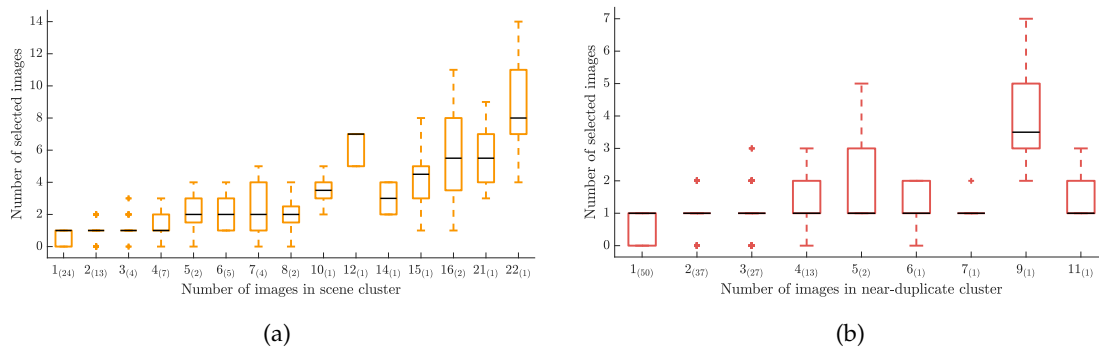 14
12
10
8
6
4
2
0
Number of selected images
1(24) 2(13) 3(4) 4(7) 5(2) 6(5) 7(4) 8(2) 10(1) 12(1) 14(1) 15(1) 16(2) 21(1) 22(1)
Number of images in scene cluster
(a)
7
6
5
4
3
2
1
0
Number of selected images
1(50) 2(37) 3(27) 4(13) 5(2) 6(1) 7(1) 9(1) 11(1)
Number of images in near-duplicate cluster
(b)